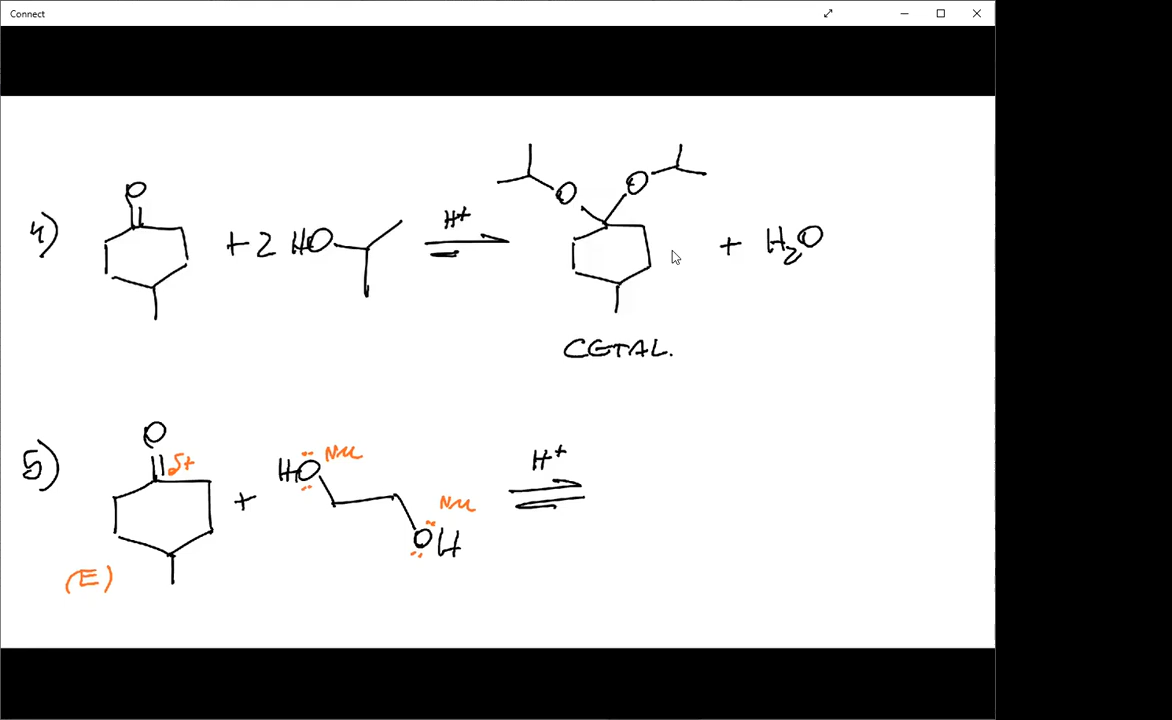 Connect
4)
O
+ 2 HO
H+
O
O
+ H2O
CETAL.
5)
O
δ+
+
HO
Nu
Nu
OH
H+
(E)